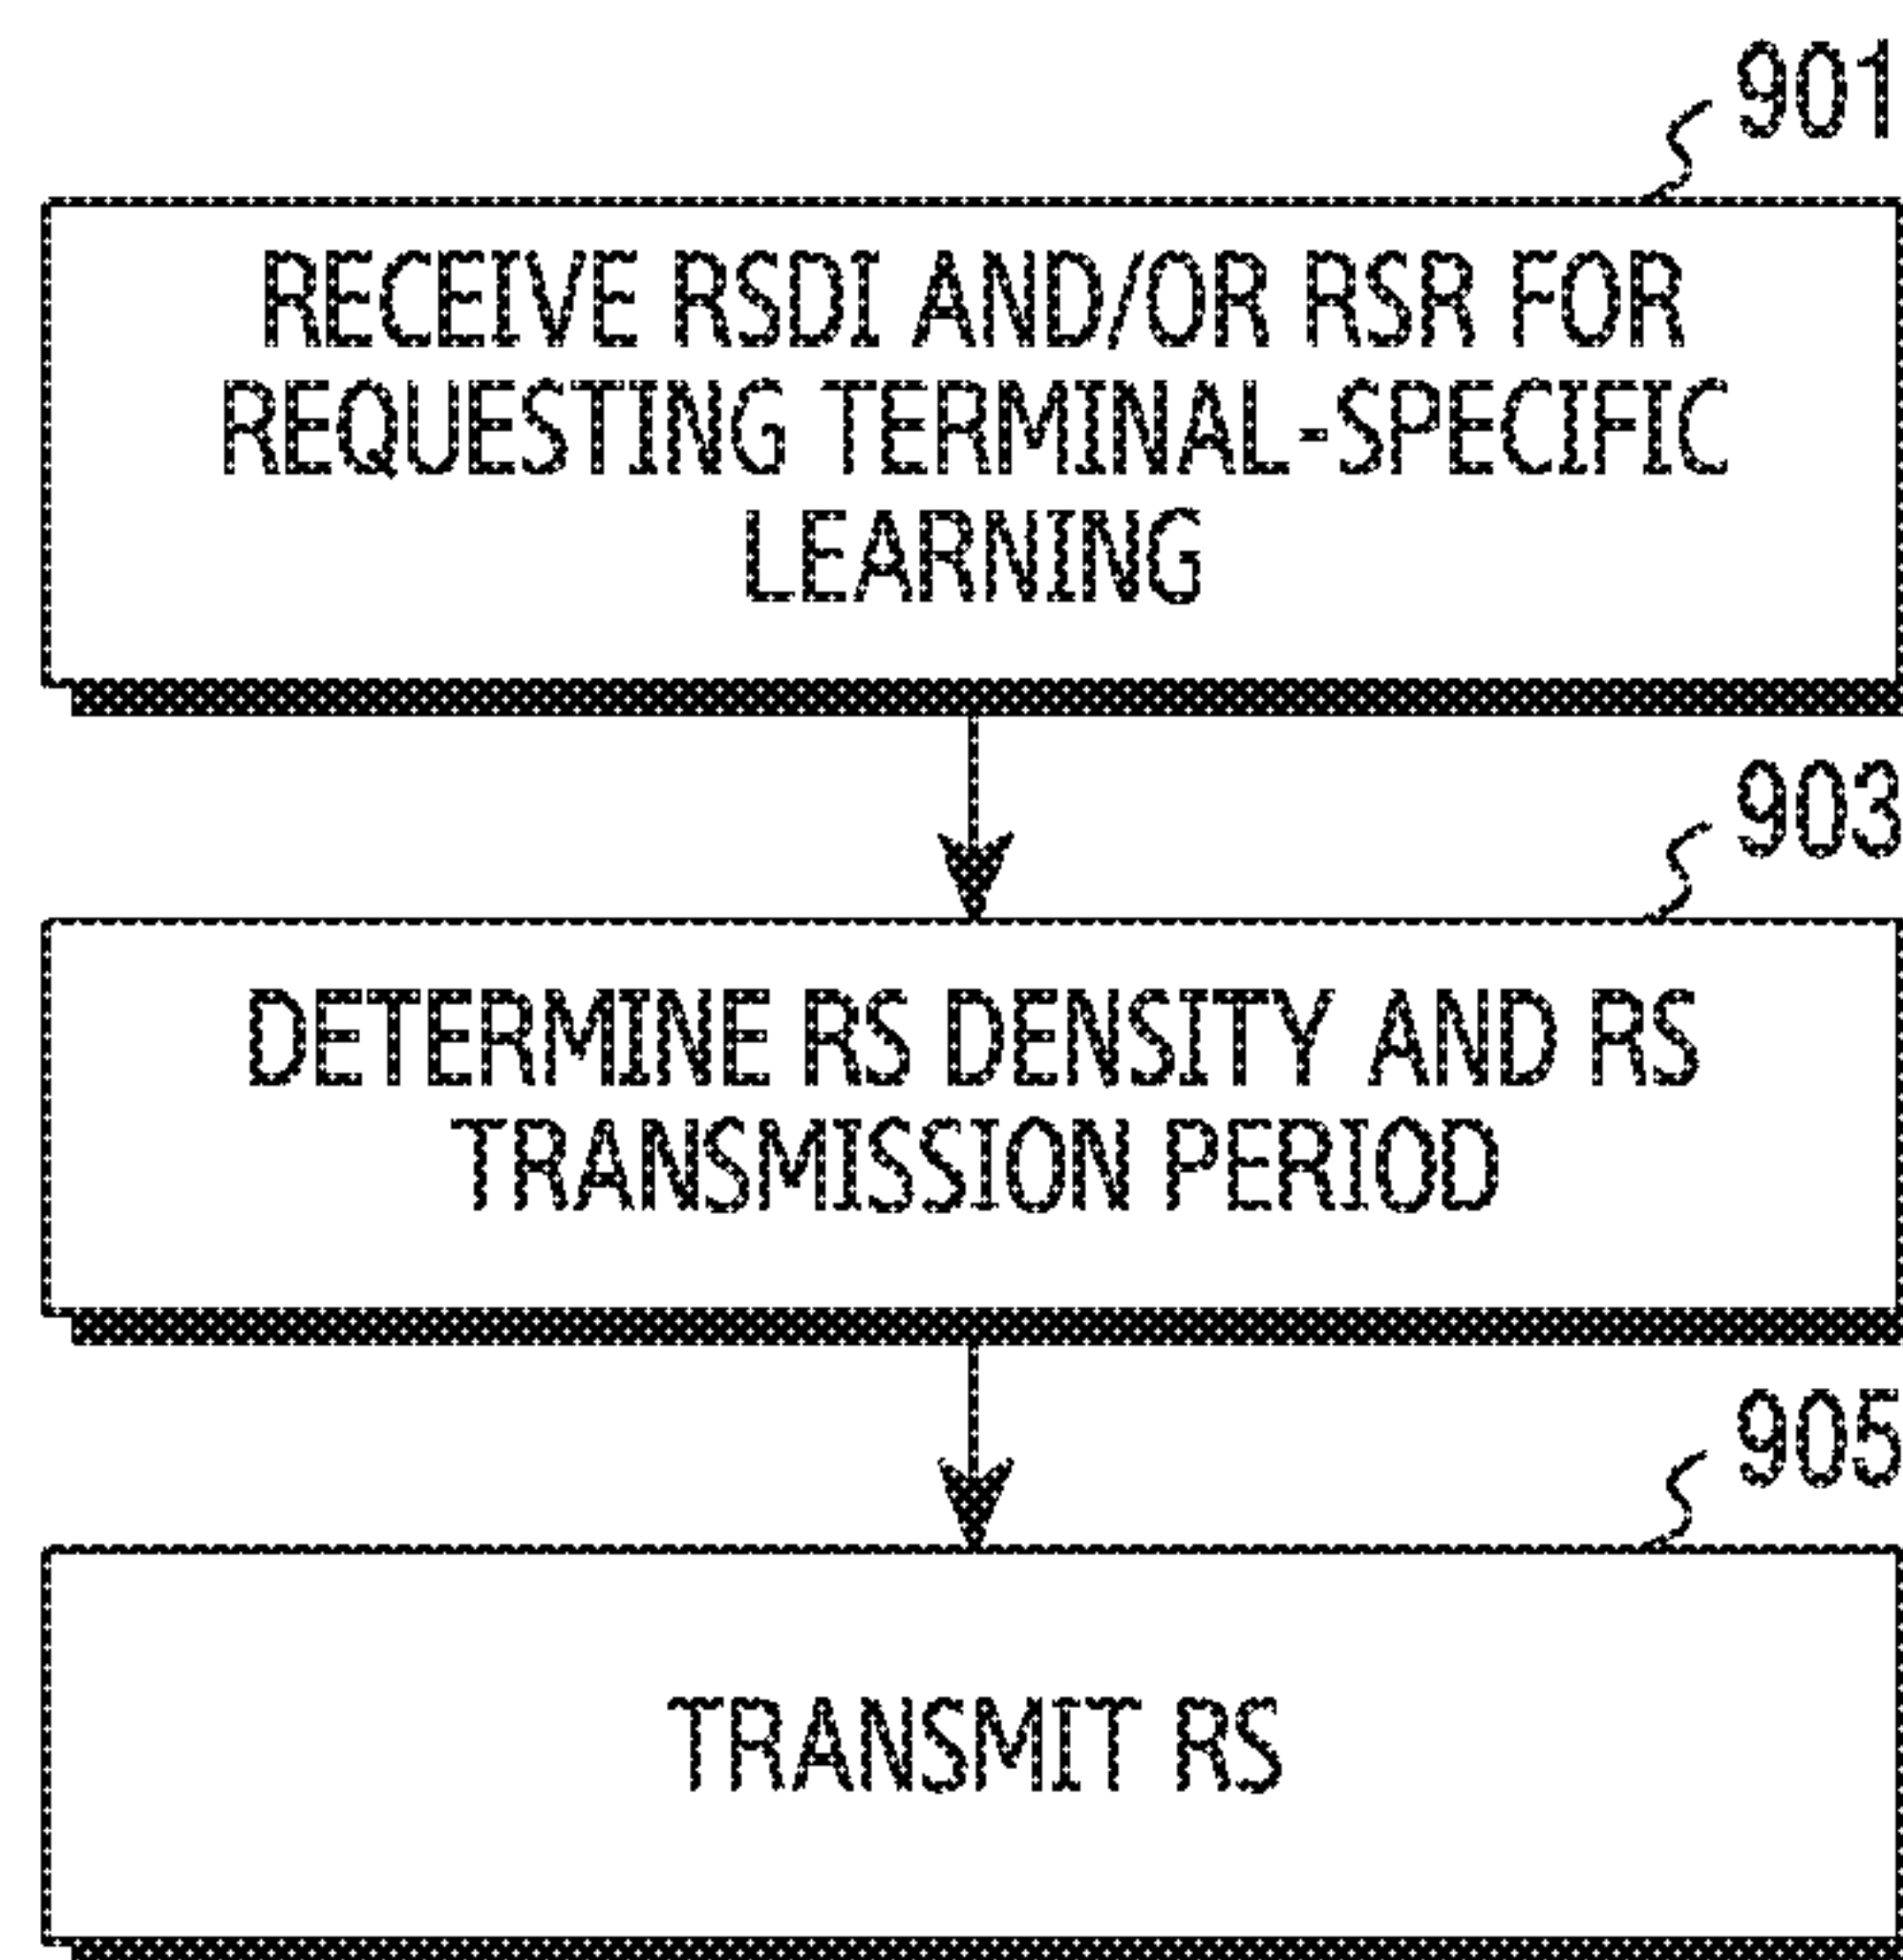 901
RECEIVE RSDI AND/OR RSR FOR
REQUESTING TERMINAL-SPECIFIC
LEARNING
903
DETERMINE RS DENSITY AND RS
TRANSMISSION PERIOD
905
TRANSMIT RS